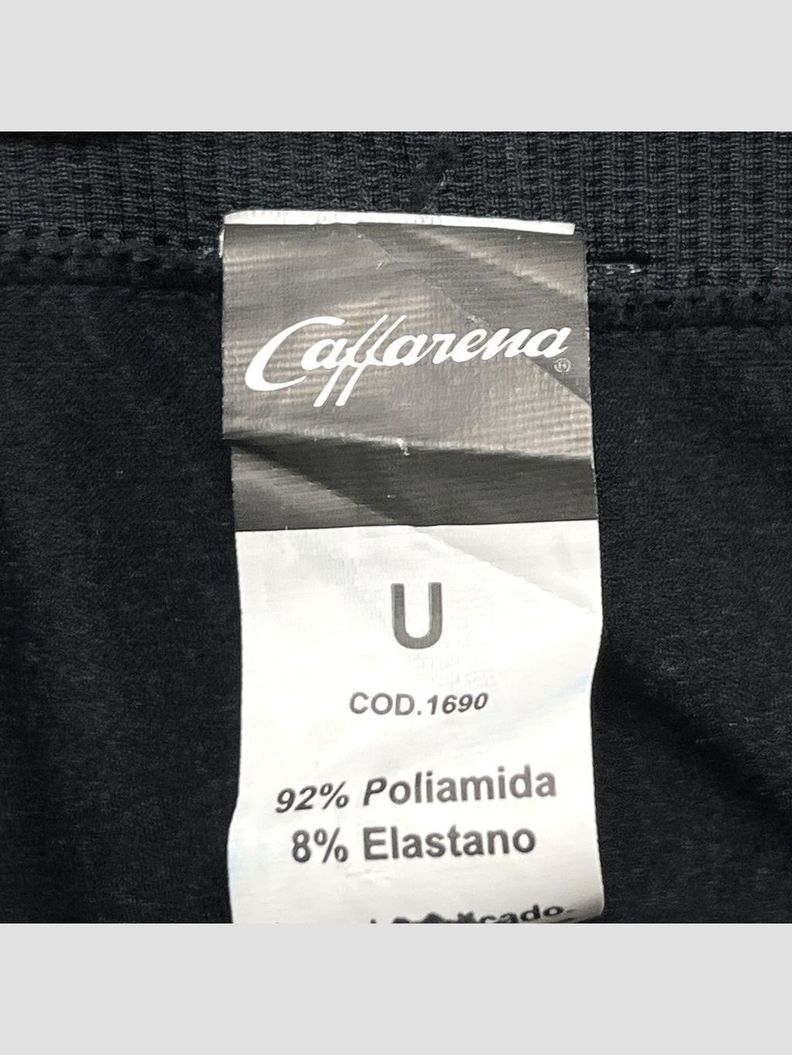 Caffarena
U
COD.1690
92% Poliamida
8% Elastano